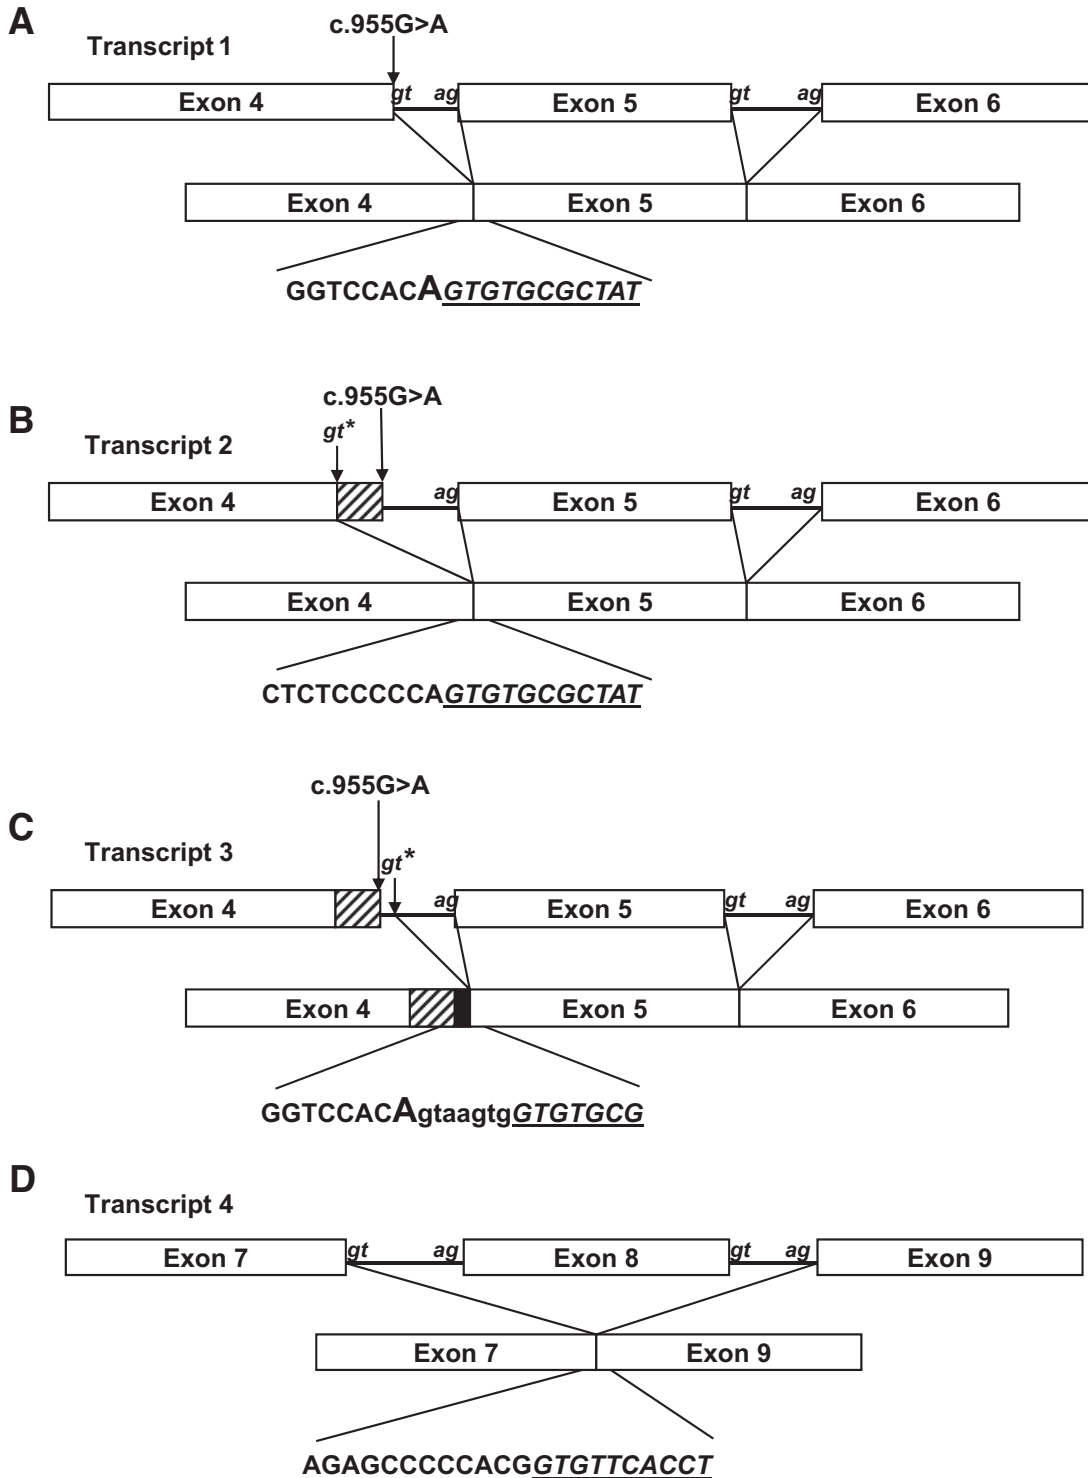 A
c.955G>A
Transcript 1
Exon 4 gt ag Exon 5 gt ag Exon 6
Exon 4 Exon 5 Exon 6
GGTCCACAGTGTGCGCTAT
B
c.955G>A
gt*
Transcript 2
Exon 4 ag Exon 5 gt ag Exon 6
Exon 4 Exon 5 Exon 6
CTCTCCCCCAGTGTGCGCTAT
C
c.955G>A
Transcript 3
gt*
Exon 4 ag Exon 5 gt ag Exon 6
Exon 4 Exon 5 Exon 6
GGTCCACAgtaagtgGTGTGCG
D
Transcript 4
Exon 7 gt ag Exon 8 gt ag Exon 9
Exon 7 Exon 9
AGAGCCCCCACGGTGTTCACCT